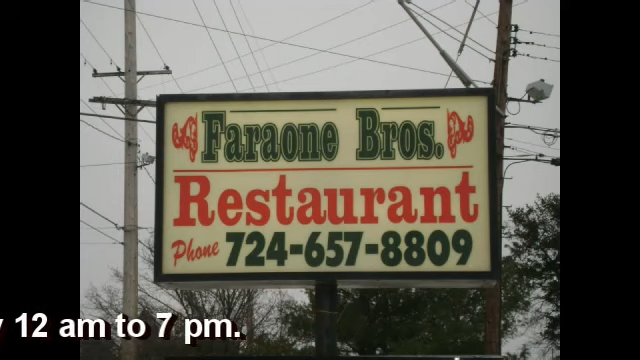 Faraone Bros.
Restaurant
Phone 724-657-8809
12 am to 7 pm.